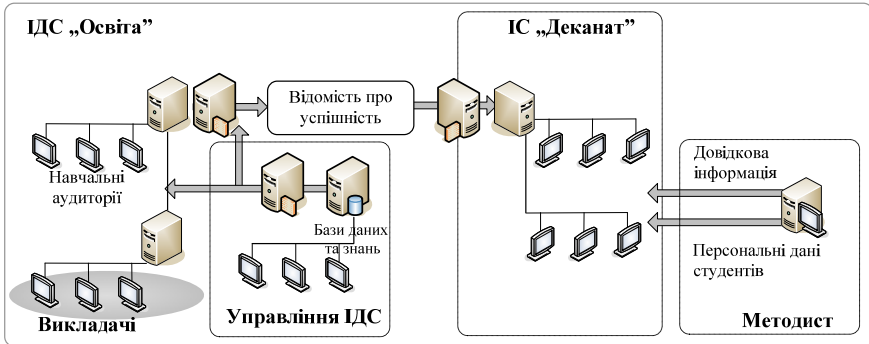 ІДС „Освіта”
ІС „Деканат”
Відомість про
успішність
Навчальні
аудиторії
Довідкова
інформація
Бази даних
та знань
Персональні дані
студентів
Викладачі
Управління ІДС
Методист